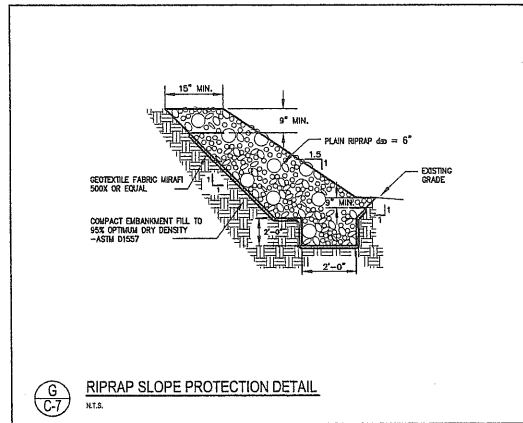 15" MIN.
9" MIN.
PLAIN RIPRAP d50 = 6"
1.5
1
EXISTING
GRADE
GEOTEXTILE FABRIC MIRAFI
500X OR EQUAL
1
1
9" MIN.
1
1
COMPACT EMBANKMENT FILL TO
95% OPTIMUM DRY DENSITY
-ASTM D1557
2'-0"
2'-0"
G
C-7
RIPRAP SLOPE PROTECTION DETAIL
N.T.S.